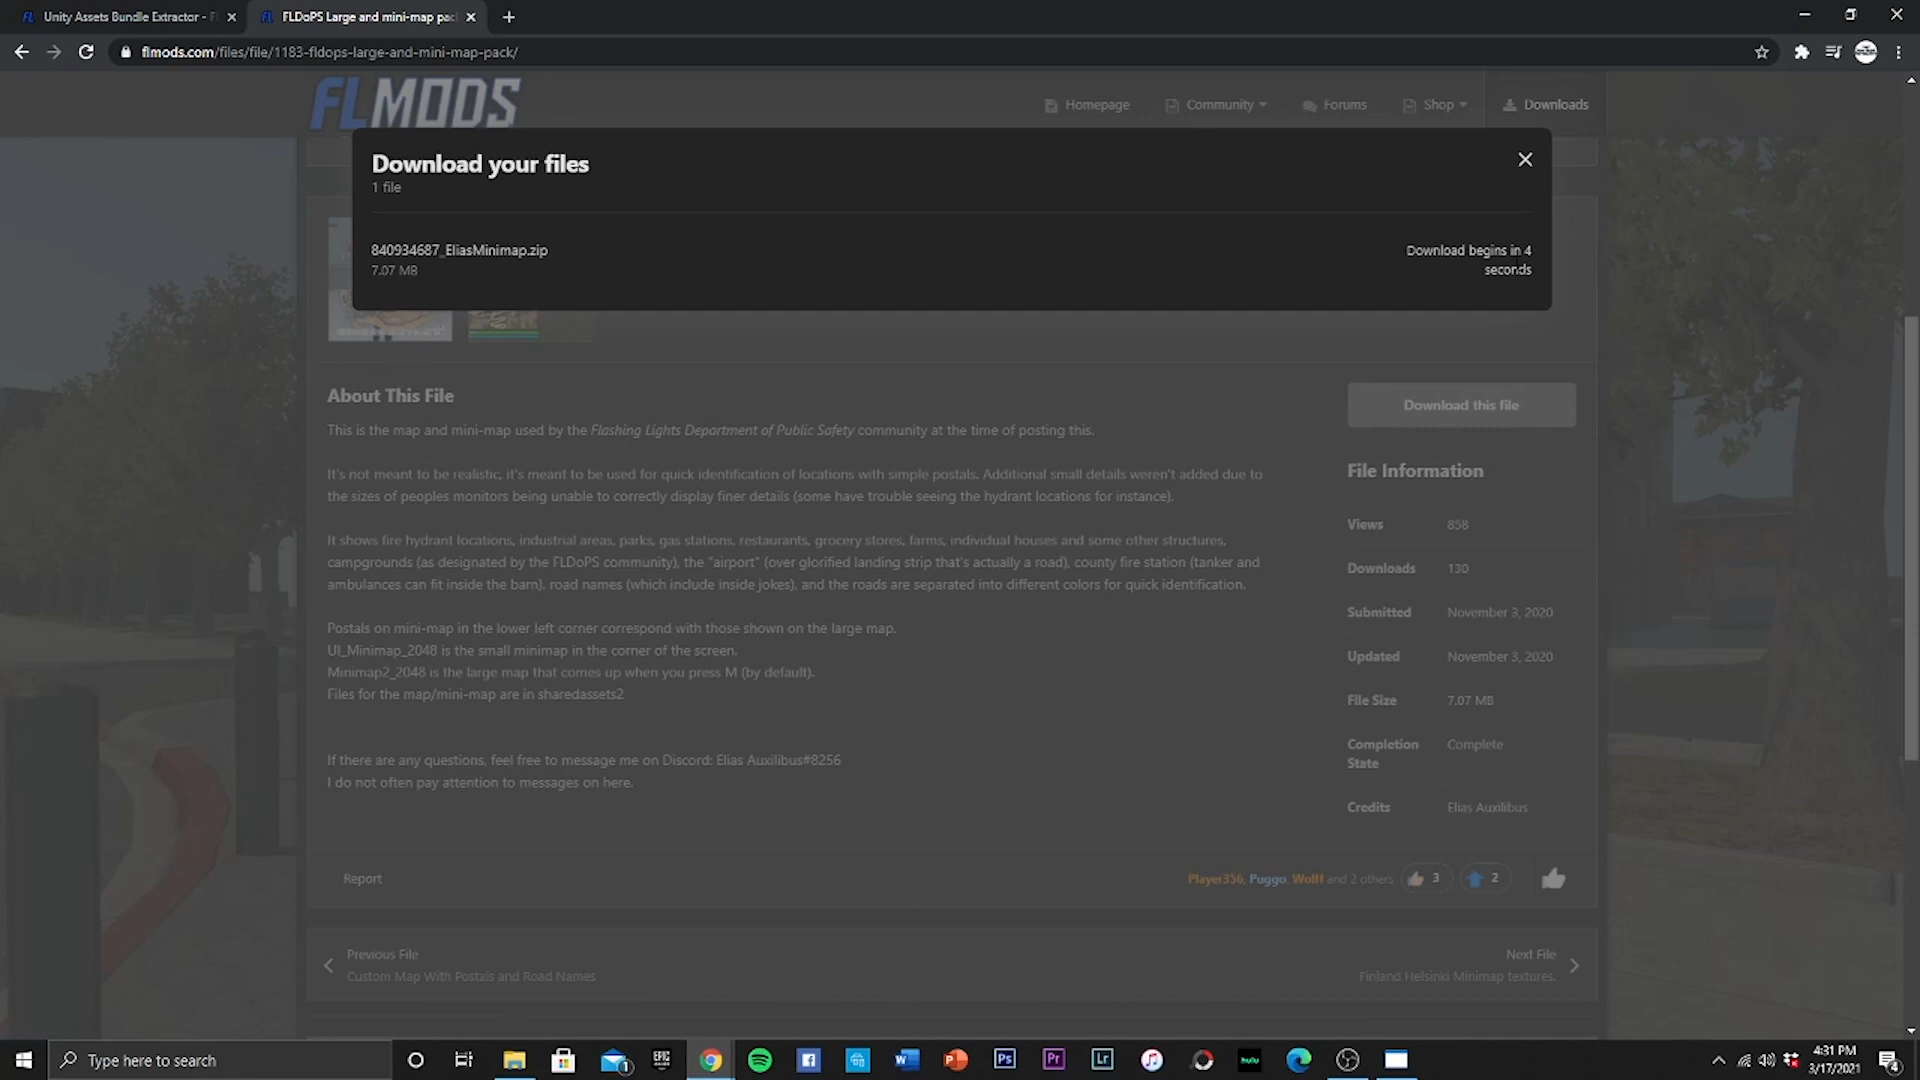 Unity Assets Bundle Extractor - F
FLDoPS Large and mini-map pac
flmods.com/files/file/1183-fldops-large-and-mini-map-pack/
FLMODS
Homepage
Community
Forums
Shop
Downloads
Download your files
1 file
840934687_EliasMinimap.zip
7.07 MB
Download begins in 4
seconds
About This File
This is the map and mini-map used by the Flashing Lights Department of Public Safety community at the time of posting this.
It's not meant to be realistic, it's meant to be used for quick identification of locations with simple postals. Additional small details weren't added due to
the sizes of peoples monitors being unable to correctly display finer details (some have trouble seeing the hydrant locations for instance).
It shows fire hydrant locations, industrial areas, parks, gas stations, restaurants, grocery stores, farms, individual houses and some other structures,
campgrounds (as designated by the FLDoPS community), the "airport" (over glorified landing strip that's actually a road), county fire station (tanker and
ambulances can fit inside the barn), road names (which include inside jokes), and the roads are separated into different colors for quick identification.
Postals on mini-map in the lower left corner correspond with those shown on the large map.
UI_Minimap_2048 is the small minimap in the corner of the screen.
Minimap2_2048 is the large map that comes up when you press M (by default).
Files for the map/mini-map are in sharedassets2
If there are any questions, feel free to message me on Discord: Elias Auxilibus#8256
I do not often pay attention to messages on here.
Download this file
File Information
Views 858
Downloads 130
Submitted November 3, 2020
Updated November 3, 2020
File Size 7.07 MB
Completion
State
Complete
Credits Elias Auxilibus
Report
Player356, Puggo, Wolff and 2 others
3
2
Previous File
Custom Map With Postals and Road Names
Next File
Finland Helsinki Minimap textures.
Type here to search
1
EPIC
GAMES
W
P
Ps
Pr
Lr
hulu
4:31 PM
3/17/2021
4